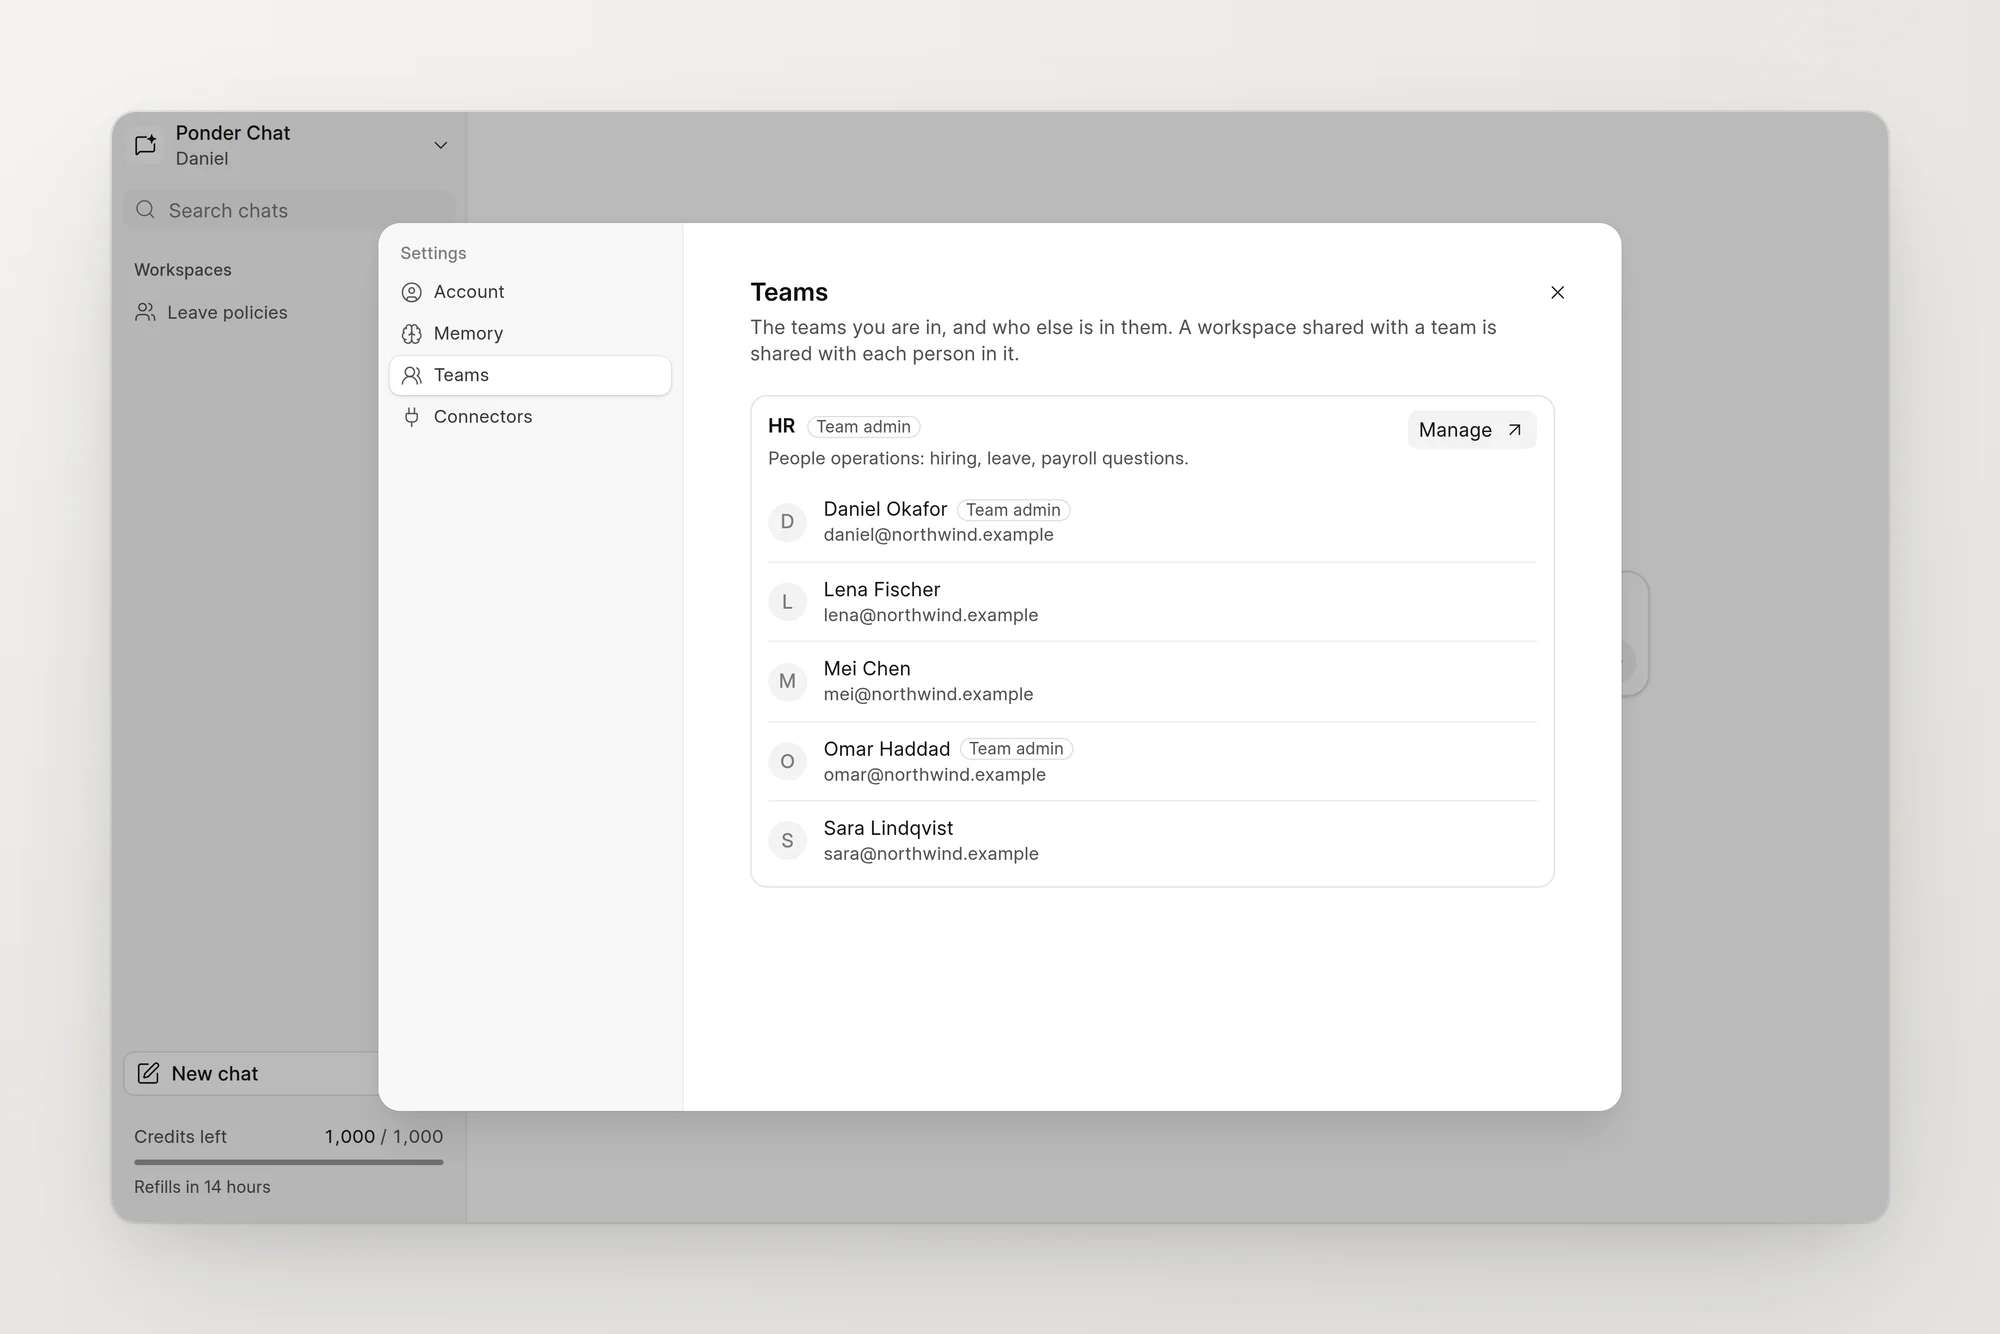 Ponder Chat
Daniel
Search chats
Workspaces
Leave policies
New chat
Credits left 1,000 / 1,000
Refills in 14 hours
Settings
Account
Memory
Teams
Connectors
Teams
The teams you are in, and who else is in them. A workspace shared with a team is
shared with each person in it.
HR Team admin
Manage
People operations: hiring, leave, payroll questions.
D
Daniel Okafor Team admin
daniel@northwind.example
L
Lena Fischer
lena@northwind.example
M
Mei Chen
mei@northwind.example
O
Omar Haddad Team admin
omar@northwind.example
S
Sara Lindqvist
sara@northwind.example